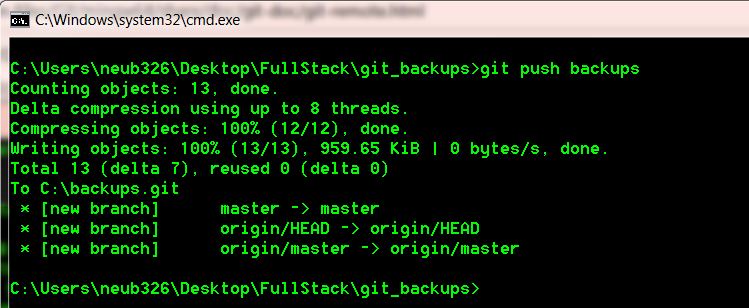 C:\Windows\system32\cmd.exe
C:\Users\neub326\Desktop\FullStack\git_backups>git push backups
Counting objects: 13, done.
Delta compression using up to 8 threads.
Compressing objects: 100% (12/12), done.
Writing objects: 100% (13/13), 959.65 KiB | 0 bytes/s, done.
Total 13 (delta 7), reused 0 (delta 0)
To C:\backups.git
 * [new branch]      master -> master
 * [new branch]      origin/HEAD -> origin/HEAD
 * [new branch]      origin/master -> origin/master
C:\Users\neub326\Desktop\FullStack\git_backups>